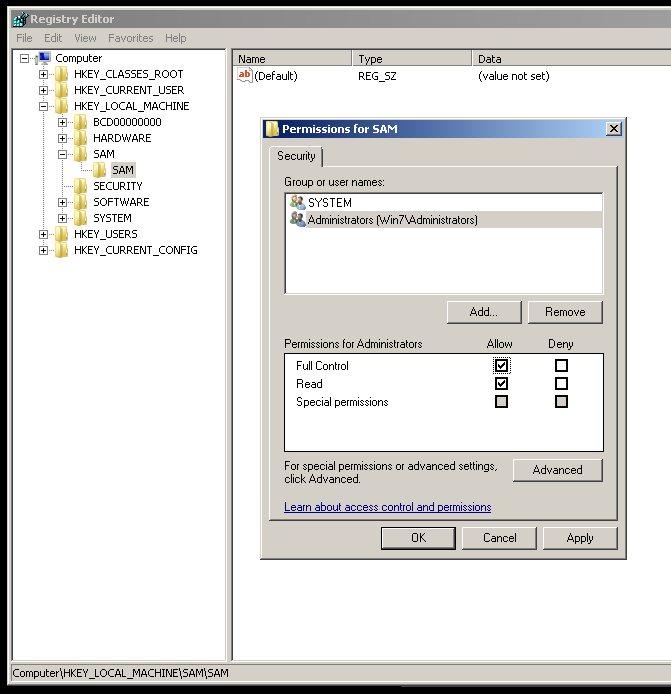 Registry Editor
File Edit View Favorites Help
Computer
HKEY_CLASSES_ROOT
HKEY_CURRENT_USER
HKEY_LOCAL_MACHINE
BCD00000000
HARDWARE
SAM
SAM
SECURITY
SOFTWARE
SYSTEM
HKEY_USERS
HKEY_CURRENT_CONFIG
Name Type Data
ab (Default) REG_SZ (value not set)
Permissions for SAM
Security
Group or user names:
SYSTEM
Administrators (Win7\Administrators)
Add... Remove
Permissions for Administrators Allow Deny
Full Control
Read
Special permissions
For special permissions or advanced settings,
click Advanced.
Advanced
Learn about access control and permissions
OK Cancel Apply
Computer\HKEY_LOCAL_MACHINE\SAM\SAM